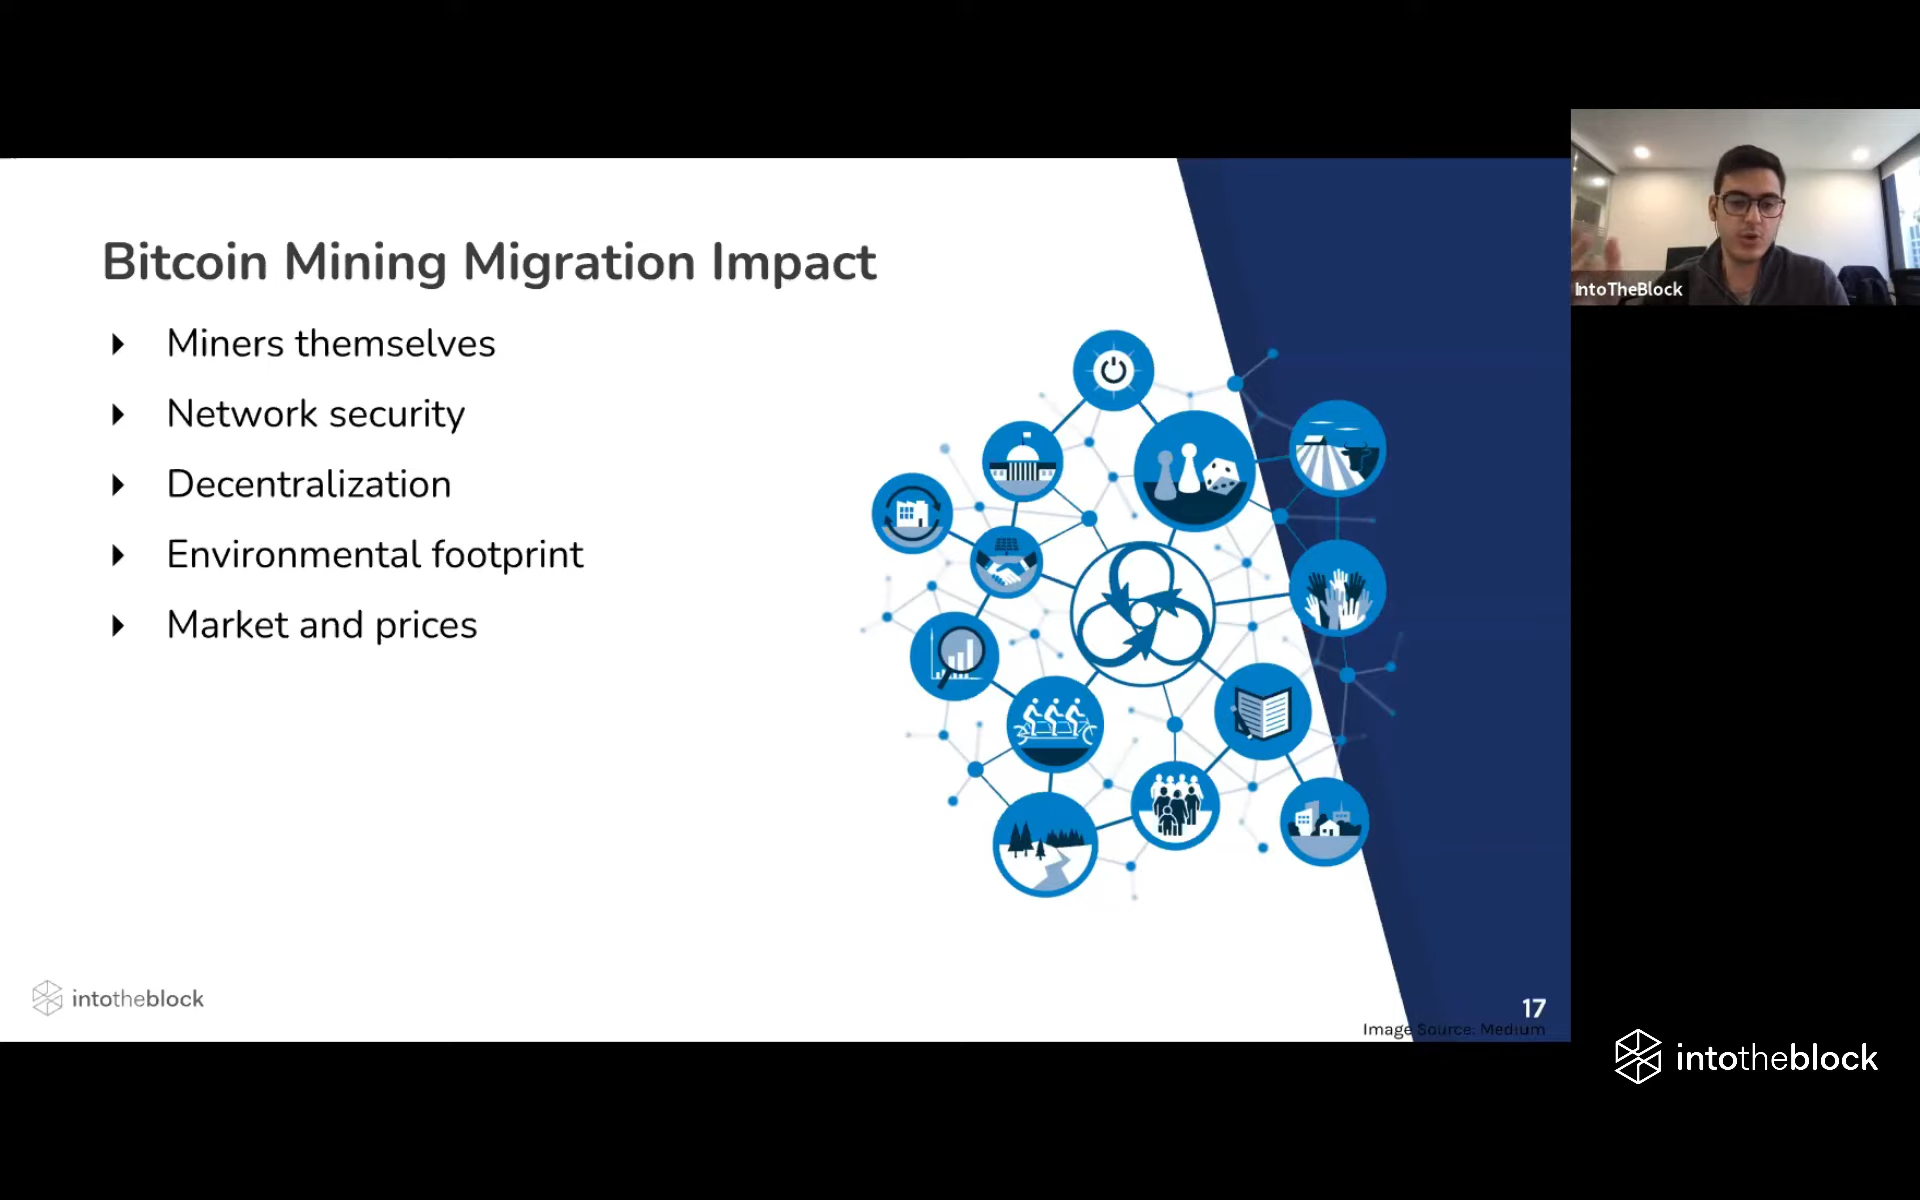 Bitcoin Mining Migration Impact
Miners themselves
Network security
Decentralization
Environmental footprint
Market and prices
intotheblock
17
Image Source: Medium
IntoTheBlock
intotheblock